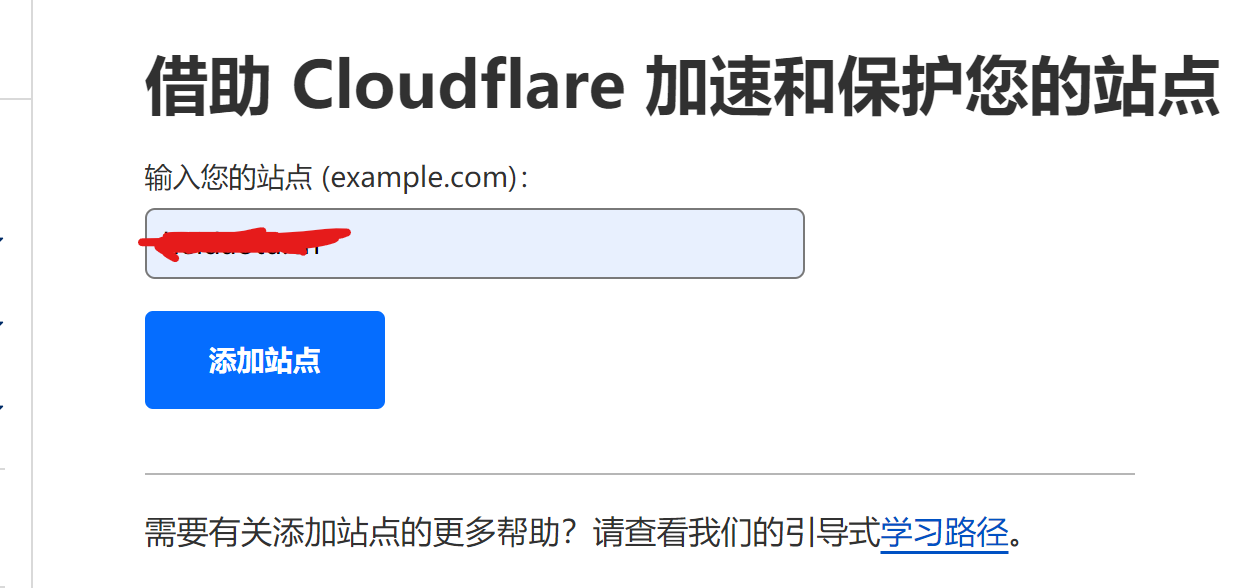 借助 Cloudflare 加速和保护您的站点
输入您的站点 (example.com)：
添加站点
需要有关添加站点的更多帮助？请查看我们的引导式学习路径。